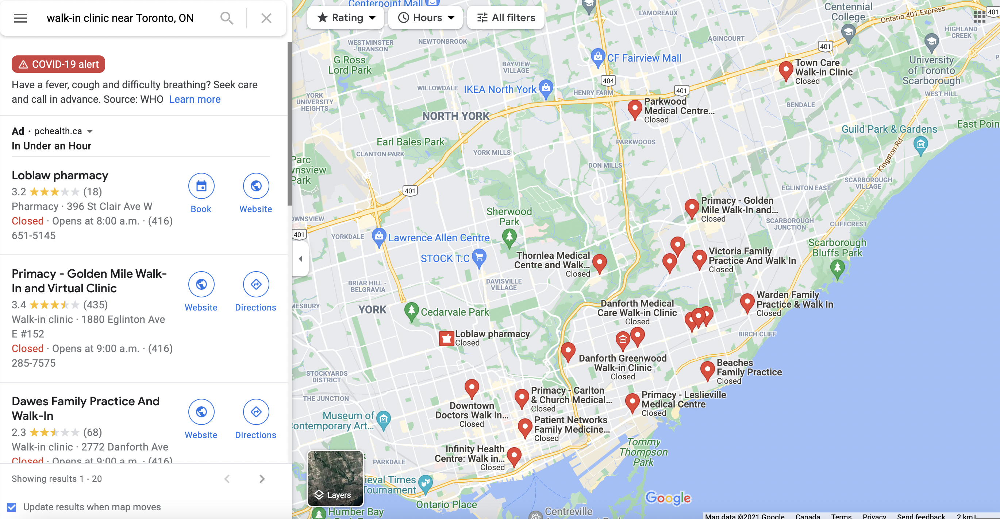 walk-in clinic near Toronto, ON
COVID-19 alert
Have a fever, cough and difficulty breathing? Seek care
and call in advance. Source: WHO Learn more
Ad · pchealth.ca
In Under an Hour
Loblaw pharmacy
3.2 (18)
Pharmacy · 396 St Clair Ave W
Closed · Opens at 8:00 a.m. · (416)
651-5145
Book
Website
Primacy - Golden Mile Walk-
In and Virtual Clinic
3.4 (435)
Walk-in clinic · 1880 Eglinton Ave
E #152
Closed · Opens at 9:00 a.m. · (416)
285-7575
Website
Directions
Dawes Family Practice And
Walk-In
2.3 (68)
Walk-in clinic · 2772 Danforth Ave
Closed · Opens at 9:00 a.m. · (416)
Website
Directions
Showing results 1 - 20
Update results when map moves
Rating
Hours
All filters
Centerpoint Mall
L'AMOREAUX
Centennial
College
Ontario 401 Express
401
HIGHLAND
CREEK
WESTMINSTER
- BRANSON
NEWTONBROOK
AGINCOURT
401
G Ross
Lord Park
BAYVIEW
VILLAGE
CF Fairview Mall
Town Care
Walk-in Clinic
Closed
University
of Toronto
Scarborough
404
WILLOWDALE
IKEA North York
HENRY FARM
401
WEST HILL
YORK
UNIVERSITY
HEIGHTS
Parkwood
Medical Centre...
Closed
BENDALE
NORTH YORK
Guild Park & Gardens
East Poin
Earl Bales Park
CLANTON PARK
YORK MILLS
PARKWOODS
Kingston Rd
Parc
wnsview
Park
DON MILLS
SCARBOROUGH
VILLAGE
401
EGLINTON EAST
Primacy - Golden
Mile Walk-In and...
Closed
Sherwood
Park
OWNSVIEW
SCARBOROUGH
JUNCTION
CLIFFCREST
401
YORKDALE
Lawrence Allen Centre
Scarborough
Bluffs Park
STOCK T.C
Thornlea Medical
Centre and Walk...
Closed
Victoria Family
Practice And Walk In
Closed
BRIAR HILL -
BELGRAVIA
DAVISVILLE
VILLAGE
MESBURY
YORK
Cedarvale Park
Danforth Medical
Care Walk-in Clinic
Closed
Warden Family
Practice & Walk In
Closed
Loblaw pharmacy
Closed
BIRCH CLIFF
Danforth Greenwood
Walk-in Clinic
Closed
Beaches
Family Practice
Closed
STOCKYARDS
DISTRICT
THE JUNCTION
Downtown
Doctors Walk In...
Closed
Primacy - Carlton
& Church Medical...
Closed
Primacy - Leslieville
Medical Centre
Closed
Museum of
Contemporary Art...
Patient Networks
Family Medicine...
Closed
Tommy
Thompson
Park
Infinity Health
Centre: Walk in...
Closed
PARKDALE
Layers
ieval Times
Tournament
Ontario Place
Google
Humber Bay
Centreville
Map data ©2021 Google Canada Terms Privacy Send feedback 2 km